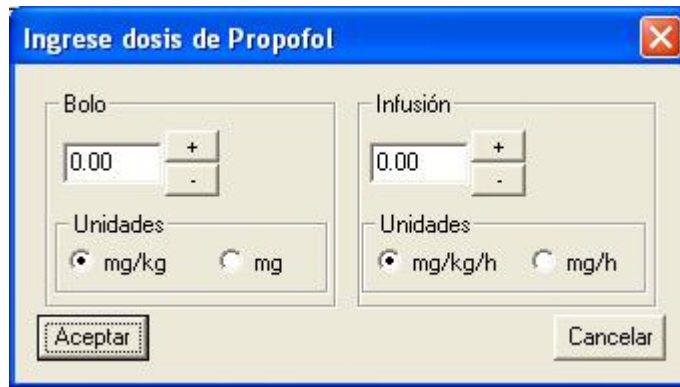 Ingrese dosis de Propofol
Bolo
0.00
+
-
Unidades
mg/kg mg
Infusión
0.00
+
-
Unidades
mg/kg/h mg/h
Aceptar
Cancelar